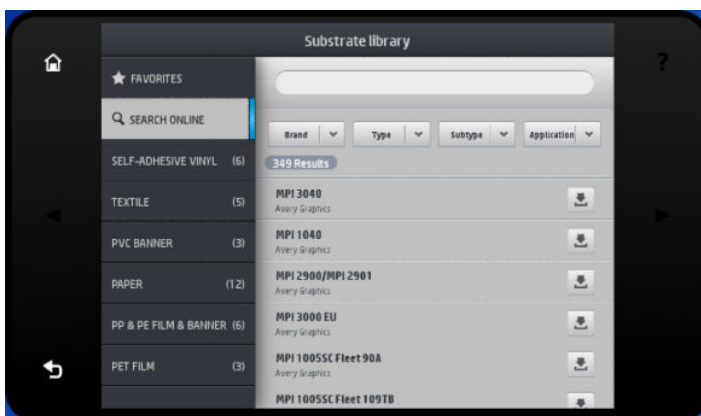 Substrate library
FAVORITES
SEARCH ONLINE
SELF-ADHESIVE VINYL (6)
TEXTILE (5)
PVC BANNER (3)
PAPER (12)
PP & PE FILM & BANNER (6)
PET FILM (3)
Brand
Type
Subtype
Application
349 Results
MPI 3040
Avery Graphics
MPI 1040
Avery Graphics
MPI 2900/MPI 2901
Avery Graphics
MPI 3000 EU
Avery Graphics
MPI 1005SC Fleet 90A
Avery Graphics
MPI 1005SC Fleet 109TB
?